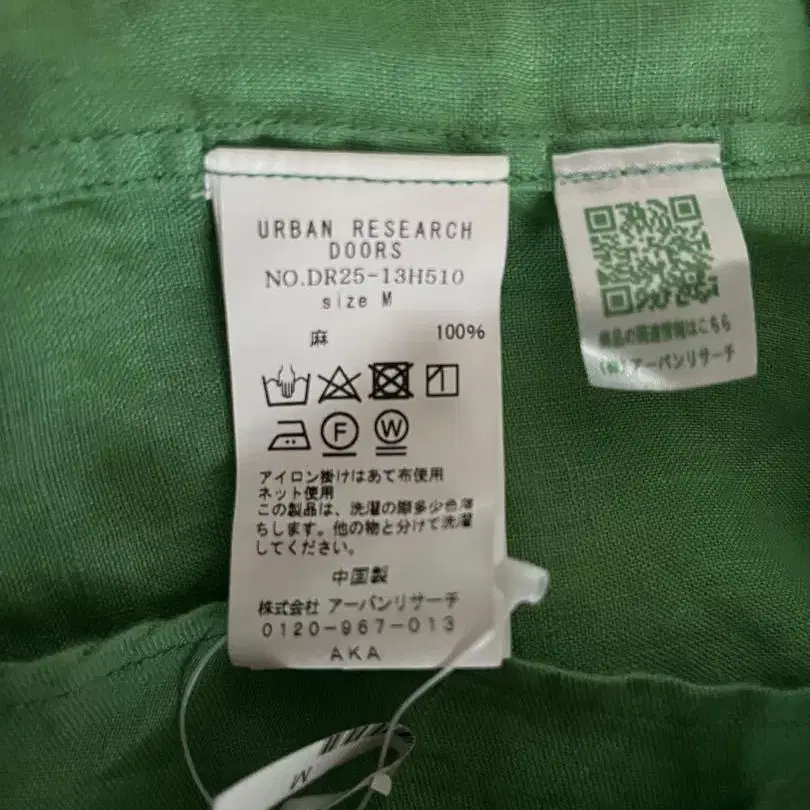 URBAN RESEARCH
DOORS
NO.DR25-13H510
size M
麻 100%
F W
アイロン掛けはあて布使用
ネット使用
この製品は、洗濯の際多少色落
ちします。他の物と分けて洗濯
してください。
中国製
株式会社 アーバンリサーチ
0120-967-013
AKA
商品の関連情報はこちら
(株)アーバンリサーチ
M